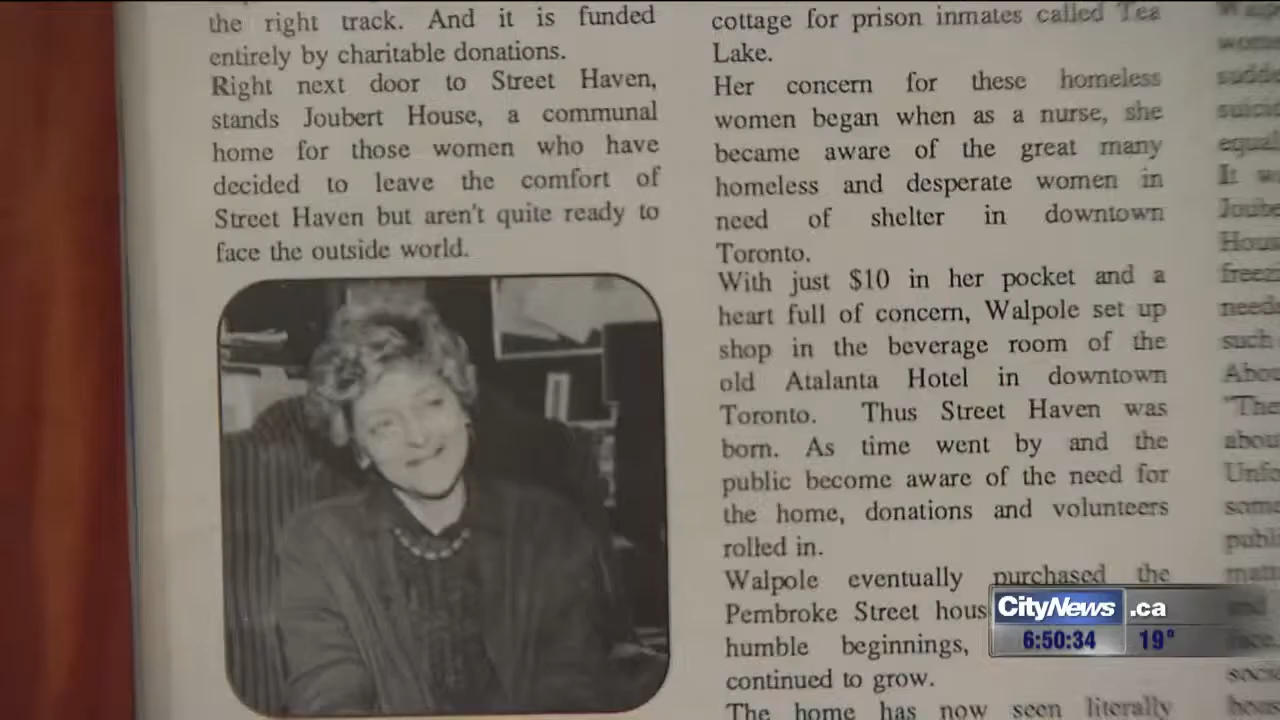 the right track. And it is funded
entirely by charitable donations.
Right next door to Street Haven,
stands Joubert House, a communal
home for those women who have
decided to leave the comfort of
Street Haven but aren't quite ready to
face the outside world.
cottage for prison inmates called Tea
Lake.
Her concern for these homeless
women began when as a nurse, she
became aware of the great many
homeless and desperate women in
need of shelter in downtown
Toronto.
With just $10 in her pocket and a
heart full of concern, Walpole set up
shop in the beverage room of the
old Atalanta Hotel in downtown
Toronto. Thus Street Haven was
born. As time went by and the
public become aware of the need for
the home, donations and volunteers
rolled in.
Walpole eventually purchased the
Pembroke Street hous
humble beginnings,
continued to grow.
The home has now seen literally
It
such
"The
CityNews .ca
6:50:34 19°